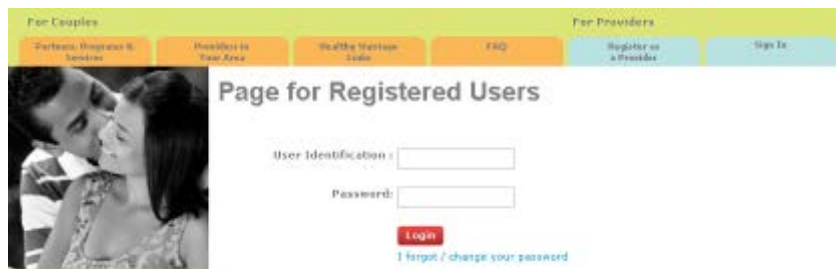 For Couples
For Providers
Partners, Programs &
Services
Providers in
Your Area
Healthy Marriage
Links
FAQ
Register as
a Provider
Sign In
Page for Registered Users
User Identification :
Password:
Login
I forgot / change your password